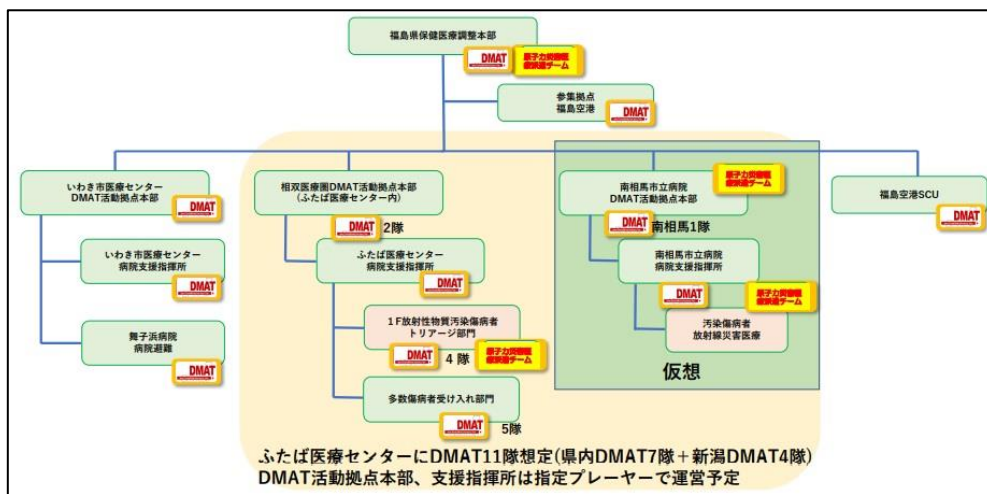 福島県保健医療調整本部
DMAT
原子力災害医
療派遣チーム
参集拠点
福島空港
DMAT
いわき市医療センター
DMAT活動拠点本部
DMAT
いわき市医療センター
病院支援指揮所
DMAT
舞子浜病院
病院避難
DMAT
相双医療圏DMAT活動拠点本部
(ふたば医療センター内)
DMAT 2隊
ふたば医療センター
病院支援指揮所
DMAT
1F放射性物質汚染傷病者
トリアージ部門
DMAT 4隊
原子力災害医
療派遣チーム
多数傷病者受け入れ部門
DMAT 5隊
南相馬市立病院
DMAT活動拠点本部
原子力災害医
療派遣チーム
DMAT 南相馬1隊
南相馬市立病院
病院支援指揮所
DMAT
原子力災害医
療派遣チーム
汚染傷病者
放射線災害医療
仮想
福島空港SCU
DMAT
ふたば医療センターにDMAT11隊想定(県内DMAT7隊+新潟DMAT4隊)
DMAT活動拠点本部、支援指揮所は指定プレーヤーで運営予定